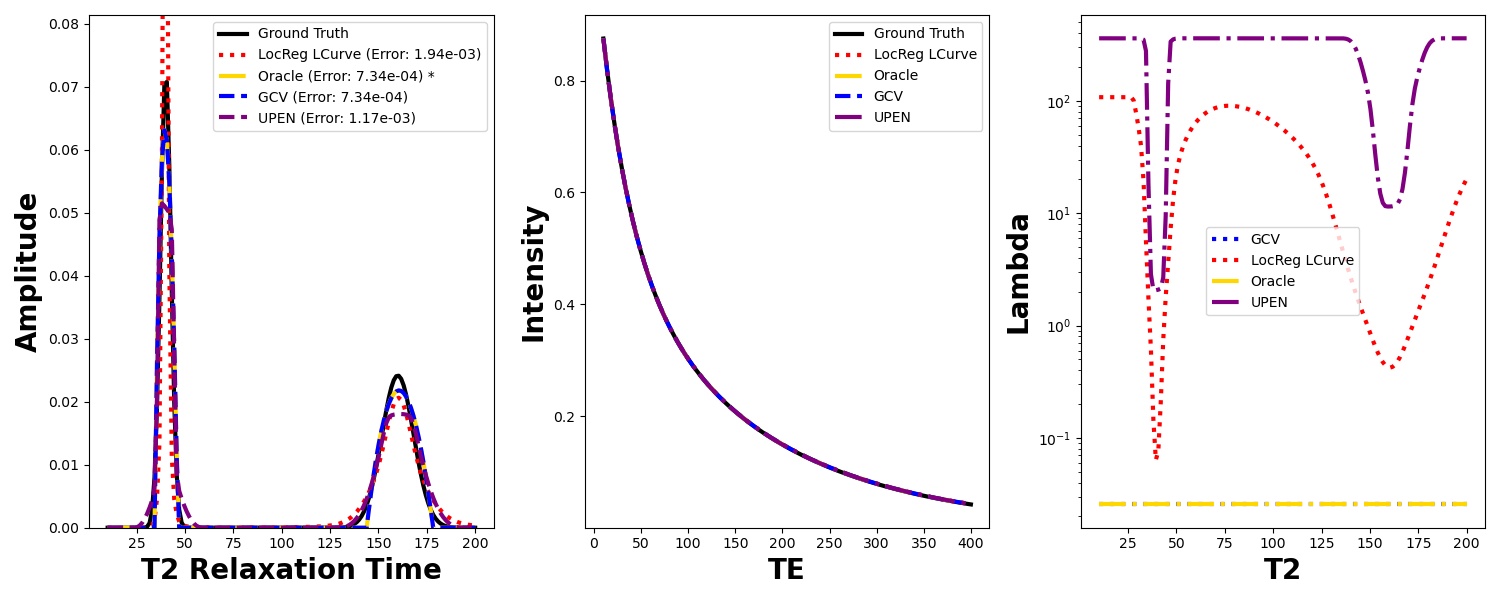 0.08
0.07
0.06
0.05
0.04
0.03
0.02
0.01
0.00
Amplitude
Ground Truth
LocReg LCurve (Error: 1.94e-03)
Oracle (Error: 7.34e-04) *
GCV (Error: 7.34e-04)
UPEN (Error: 1.17e-03)
25 50 75 100 125 150 175 200
T2 Relaxation Time
0.8
0.6
0.4
0.2
Intensity
Ground Truth
LocReg LCurve
Oracle
GCV
UPEN
0 50 100 150 200 250 300 350 400
TE
10²
10¹
10⁰
10⁻¹
Lambda
GCV
LocReg LCurve
Oracle
UPEN
25 50 75 100 125 150 175 200
T2